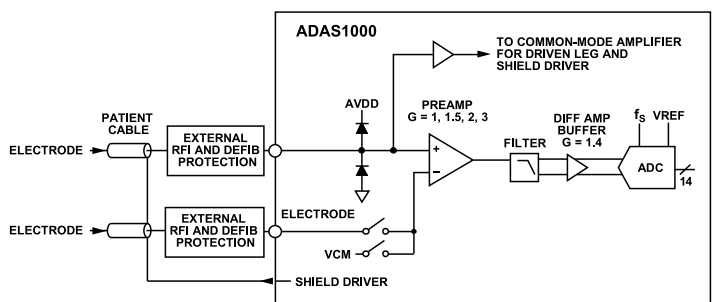 ADAS1000
TO COMMON-MODE AMPLIFIER
FOR DRIVEN LEG AND
SHIELD DRIVER
PATIENT
CABLE
AVDD
PREAMP
G = 1, 1.5, 2, 3
DIFF AMP
BUFFER
G = 1.4
fS VREF
FILTER
ELECTRODE
EXTERNAL
RFI AND DEFIB
PROTECTION
+
–
ADC
14
ELECTRODE
EXTERNAL
RFI AND DEFIB
PROTECTION
ELECTRODE
VCM
SHIELD DRIVER